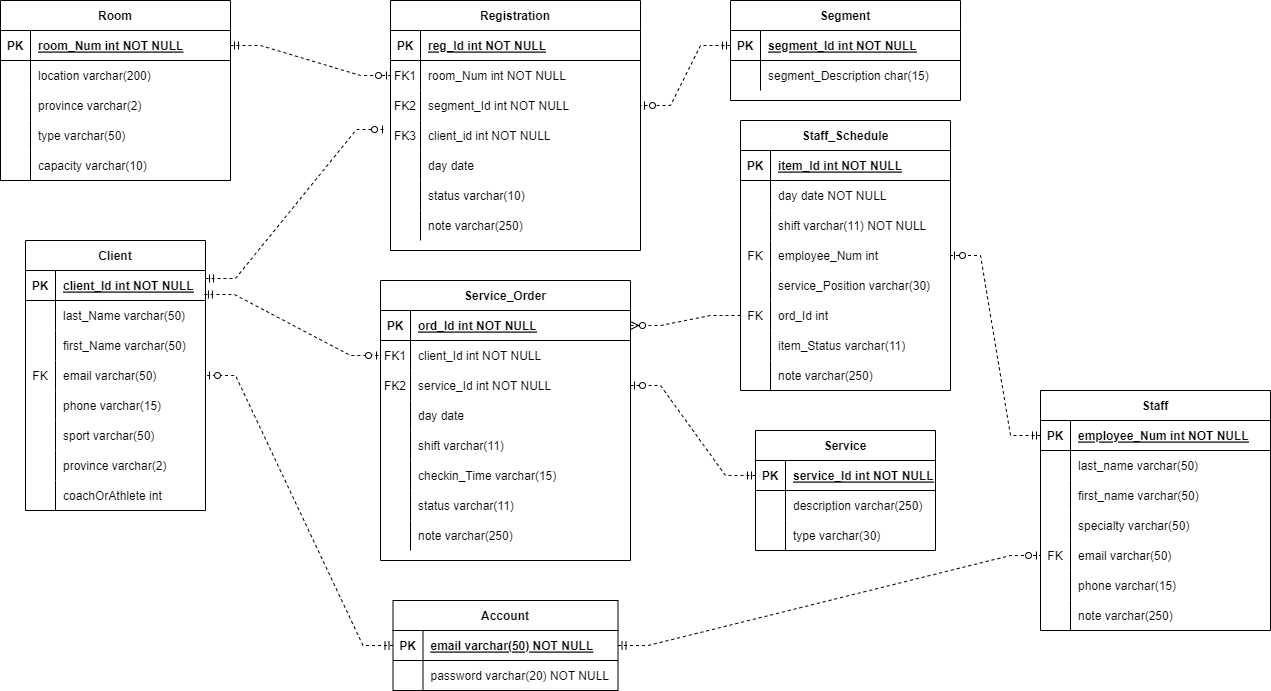 Room
PK room_Num int NOT NULL
location varchar(200)
province varchar(2)
type varchar(50)
capacity varchar(10)
Registration
PK reg_Id int NOT NULL
FK1 room_Num int NOT NULL
FK2 segment_Id int NOT NULL
FK3 client_id int NOT NULL
day date
status varchar(10)
note varchar(250)
Segment
PK segment_Id int NOT NULL
segment_Description char(15)
Staff_Schedule
PK item_Id int NOT NULL
day date NOT NULL
shift varchar(11) NOT NULL
FK employee_Num int
service_Position varchar(30)
FK ord_Id int
item_Status varchar(11)
note varchar(250)
Client
PK client_Id int NOT NULL
last_Name varchar(50)
first_Name varchar(50)
FK email varchar(50)
phone varchar(15)
sport varchar(50)
province varchar(2)
coachOrAthlete int
Service_Order
PK ord_Id int NOT NULL
FK1 client_Id int NOT NULL
FK2 service_Id int NOT NULL
day date
shift varchar(11)
checkin_Time varchar(15)
status varchar(11)
note varchar(250)
Service
PK service_Id int NOT NULL
description varchar(250)
type varchar(30)
Staff
PK employee_Num int NOT NULL
last_name varchar(50)
first_name varchar(50)
specialty varchar(50)
FK email varchar(50)
phone varchar(15)
note varchar(250)
Account
PK email varchar(50) NOT NULL
password varchar(20) NOT NULL